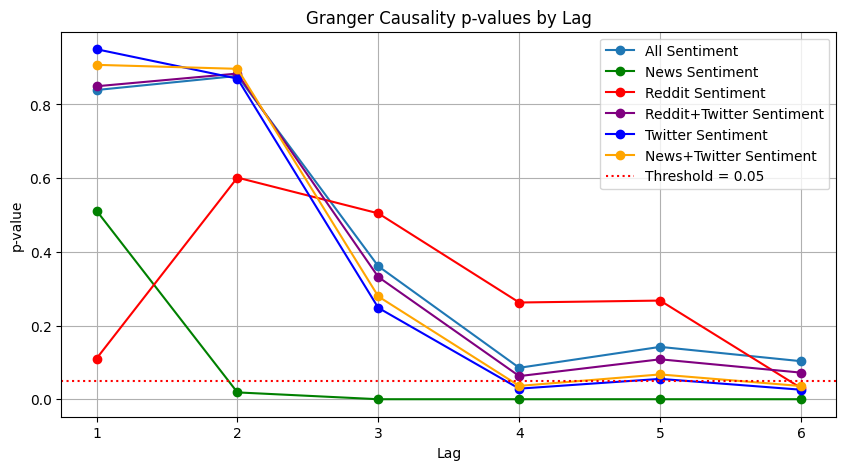 Granger Causality p-values by Lag
All Sentiment
News Sentiment
Reddit Sentiment
Reddit+Twitter Sentiment
Twitter Sentiment
News+Twitter Sentiment
Threshold = 0.05
p-value
0.8
0.6
0.4
0.2
0.0
1 2 3 4 5 6
Lag